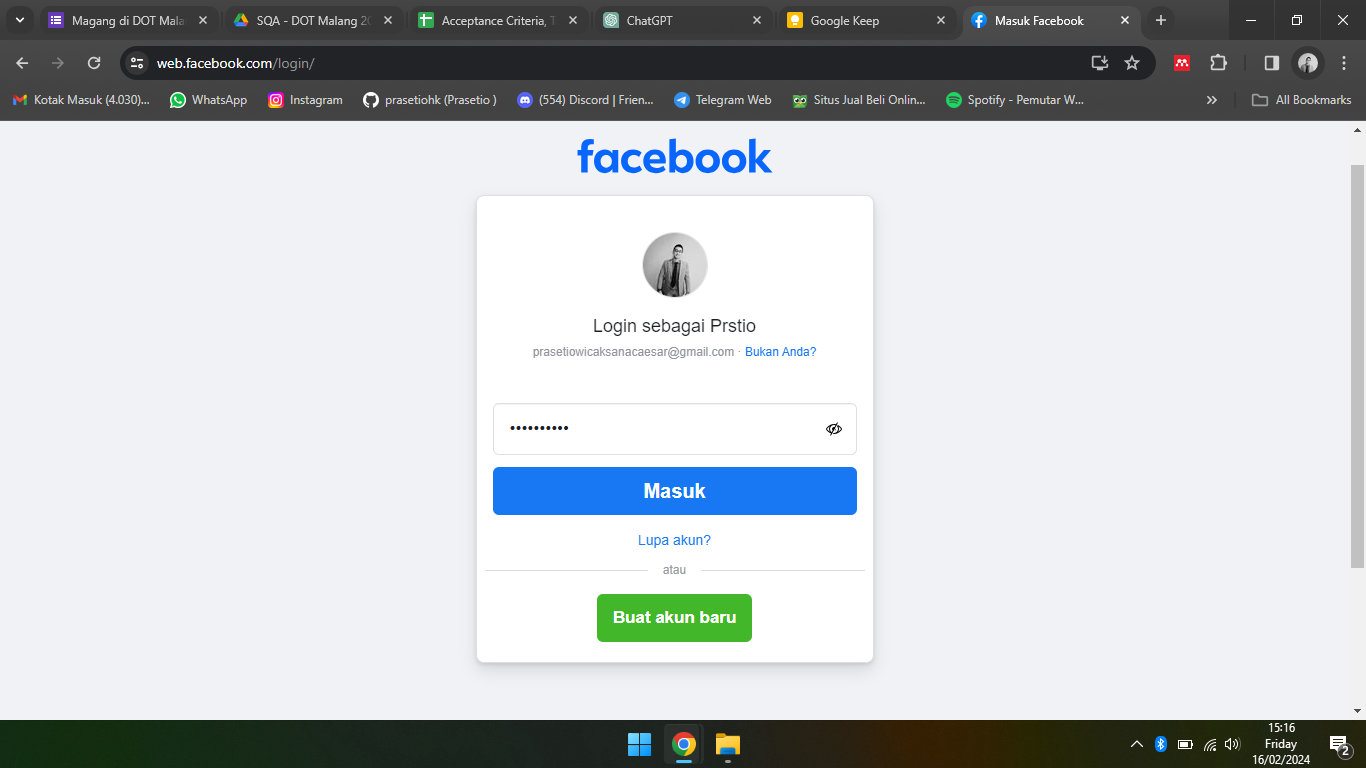 Magang di DOT Mala
SQA - DOT Malang 20
Acceptance Criteria, T
ChatGPT
Google Keep
Masuk Facebook
web.facebook.com/login/
Kotak Masuk (4.030)...
WhatsApp
Instagram
prasetiohk (Prasetio )
(554) Discord | Frien...
Telegram Web
Situs Jual Beli Onlin...
Spotify - Pemutar W...
All Bookmarks
facebook
Login sebagai Prstio
prasetiowicaksanacaesar@gmail.com · Bukan Anda?
••••••••••
Masuk
Lupa akun?
atau
Buat akun baru
15:16
Friday
16/02/2024
2